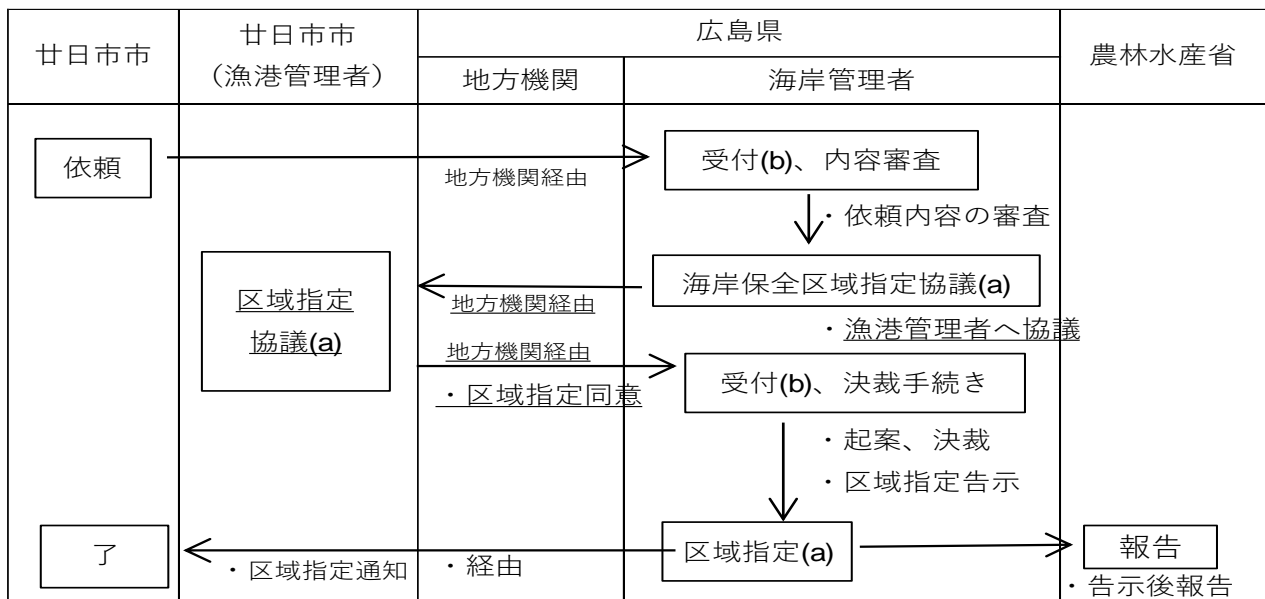 廿日市市
廿日市市
(漁港管理者)
広島県
地方機関
海岸管理者
農林水産省
依頼
地方機関経由
受付(b)、内容審査
・依頼内容の審査
区域指定
協議(a)
地方機関経由
海岸保全区域指定協議(a)
・漁港管理者へ協議
地方機関経由
・区域指定同意
受付(b)、決裁手続き
・起案、決裁
・区域指定告示
了
・区域指定通知
・経由
区域指定(a)
報告
・告示後報告